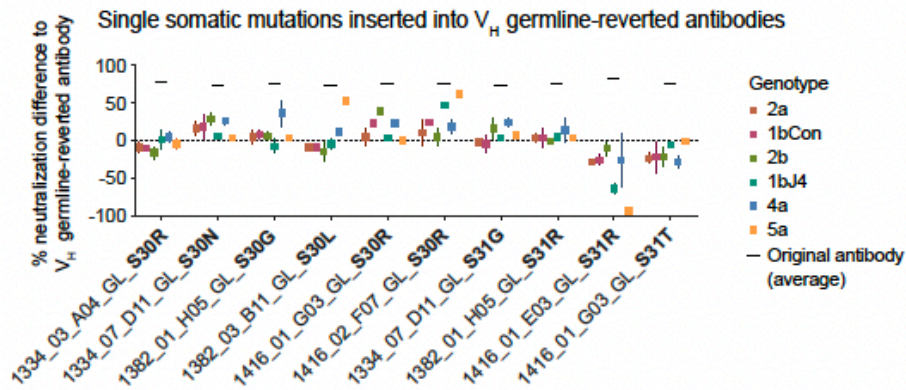 Single somatic mutations inserted into VH germline-reverted antibodies
% neutralization difference to
VH germline-reverted antibody
100
50
0
-50
-100
1334_03_A04_GL_S30R
1334_07_D11_GL_S30N
1382_01_H05_GL_S30G
1382_03_B11_GL_S30L
1416_01_G03_GL_S30R
1416_02_F07_GL_S30R
1334_07_D11_GL_S31G
1382_01_H05_GL_S31R
1416_01_E03_GL_S31R
1416_01_G03_GL_S31T
Genotype
2a
1bCon
2b
1bJ4
4a
5a
Original antibody
(average)